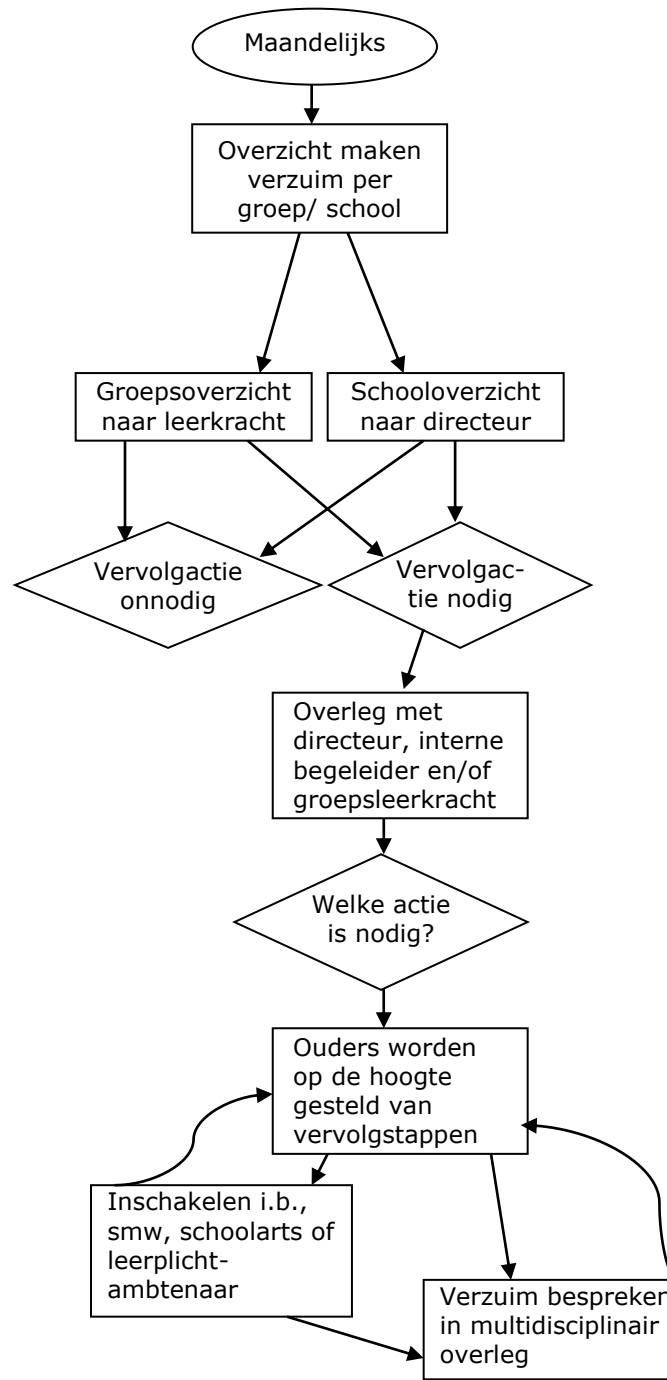 Maandelijks
Overzicht maken
verzuim per
groep/ school
Groepsoverzicht
naar leerkracht
Schooloverzicht
naar directeur
Vervolgactie
onnodig
Vervolgac-
tie nodig
Overleg met
directeur, interne
begeleider en/of
groepsleerkracht
Welke actie
is nodig?
Ouders worden
op de hoogte
gesteld van
vervolgstappen
Inschakelen i.b.,
smw, schoolarts of
leerplicht-
ambtenaar
Verzuim bespreken
in multidisciplinair
overleg